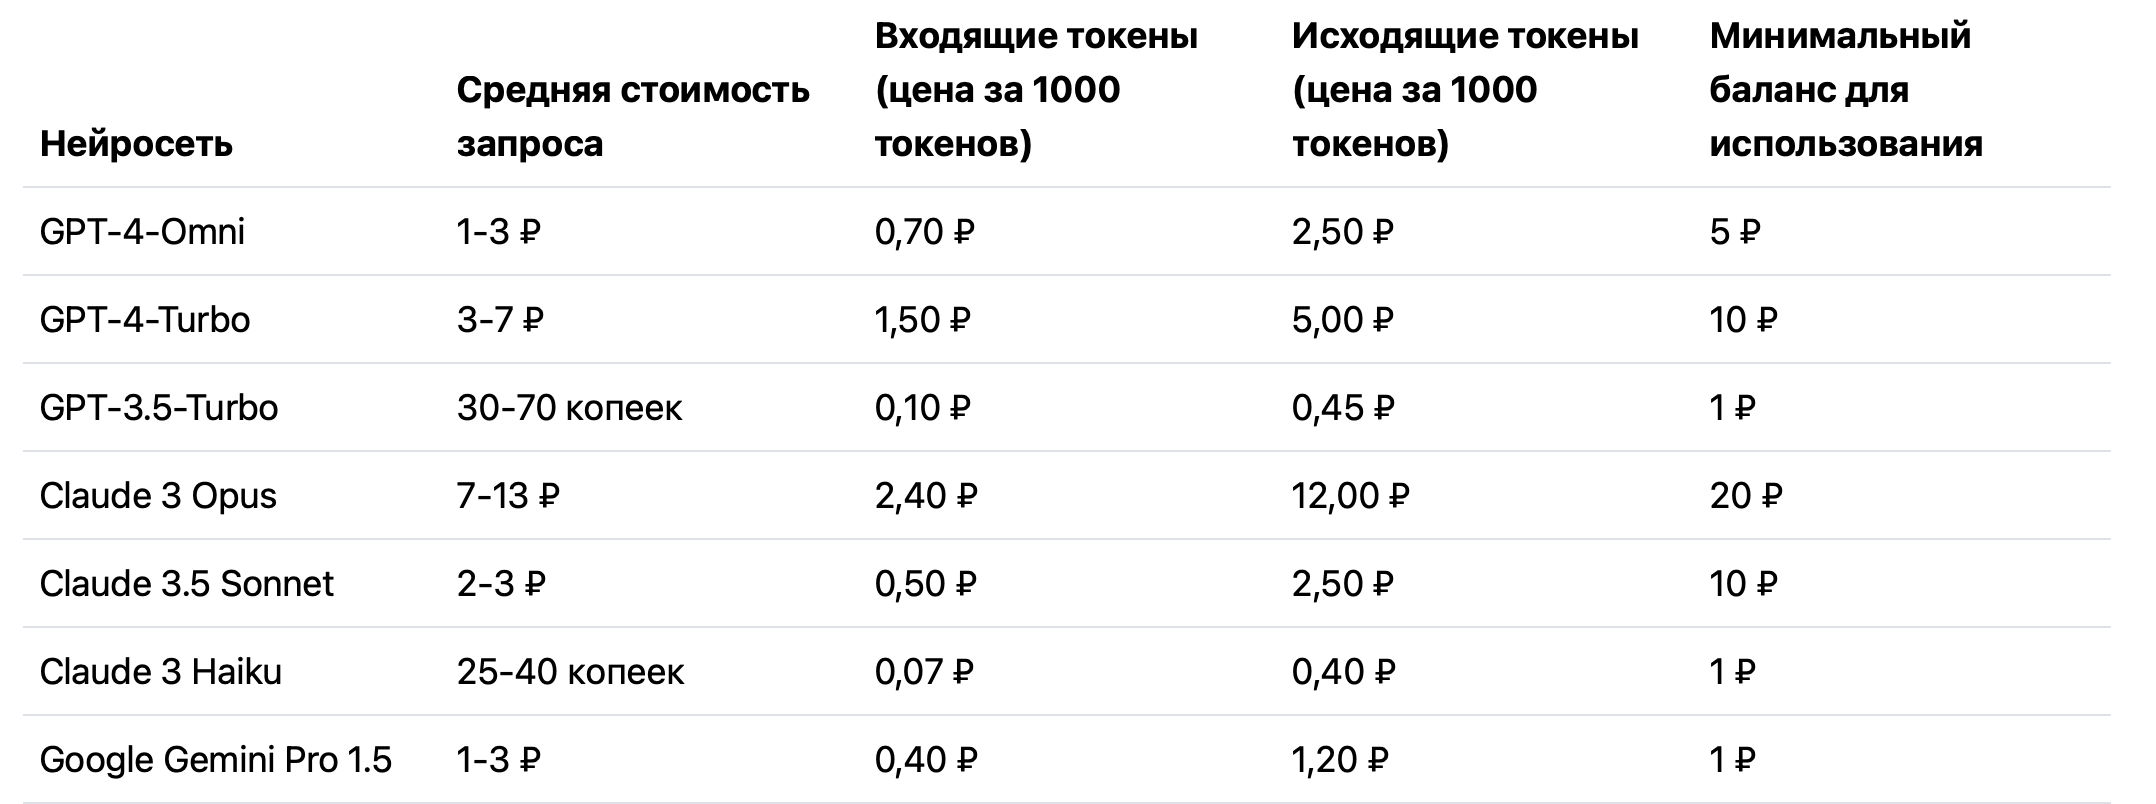 Нейросеть Средняя стоимость запроса Входящие токены (цена за 1000 токенов) Исходящие токены (цена за 1000 токенов) Минимальный баланс для использования
GPT-4-Omni 1-3 ₽ 0,70 ₽ 2,50 ₽ 5 ₽
GPT-4-Turbo 3-7 ₽ 1,50 ₽ 5,00 ₽ 10 ₽
GPT-3.5-Turbo 30-70 копеек 0,10 ₽ 0,45 ₽ 1 ₽
Claude 3 Opus 7-13 ₽ 2,40 ₽ 12,00 ₽ 20 ₽
Claude 3.5 Sonnet 2-3 ₽ 0,50 ₽ 2,50 ₽ 10 ₽
Claude 3 Haiku 25-40 копеек 0,07 ₽ 0,40 ₽ 1 ₽
Google Gemini Pro 1.5 1-3 ₽ 0,40 ₽ 1,20 ₽ 1 ₽